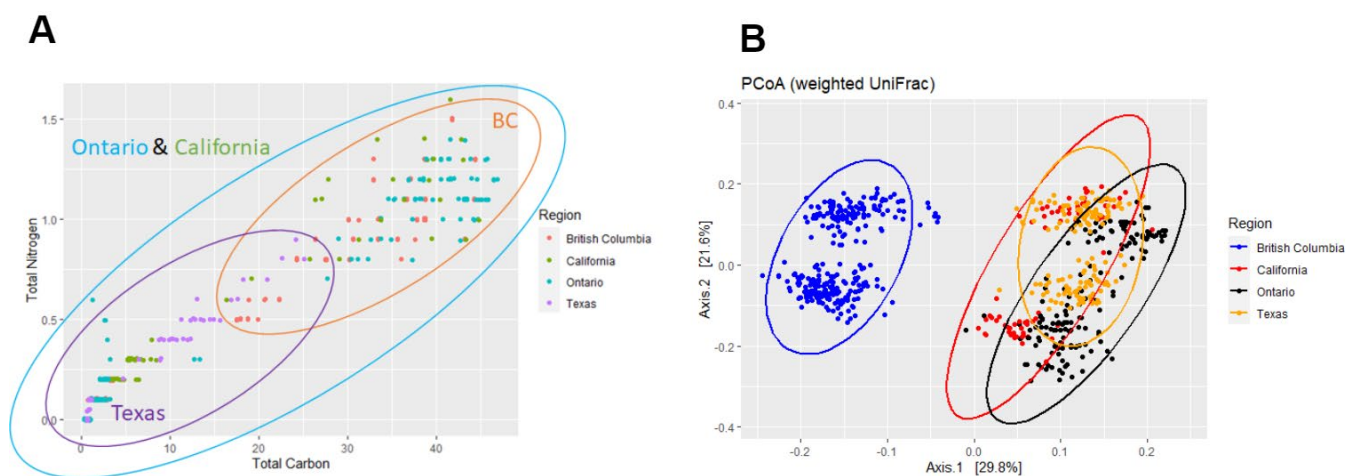 A
Ontario & California
BC
Texas
1.5
1.0
0.5
0.0
Total Nitrogen
0
10
20
30
40
Total Carbon
Region
British Columbia
California
Ontario
Texas
B
PCoA (weighted UniFrac)
0.4
0.2
0.0
-0.2
-0.4
Axis.2 [21.6%]
-0.2
-0.1
0.0
0.1
0.2
Axis.1 [29.8%]
Region
British Columbia
California
Ontario
Texas